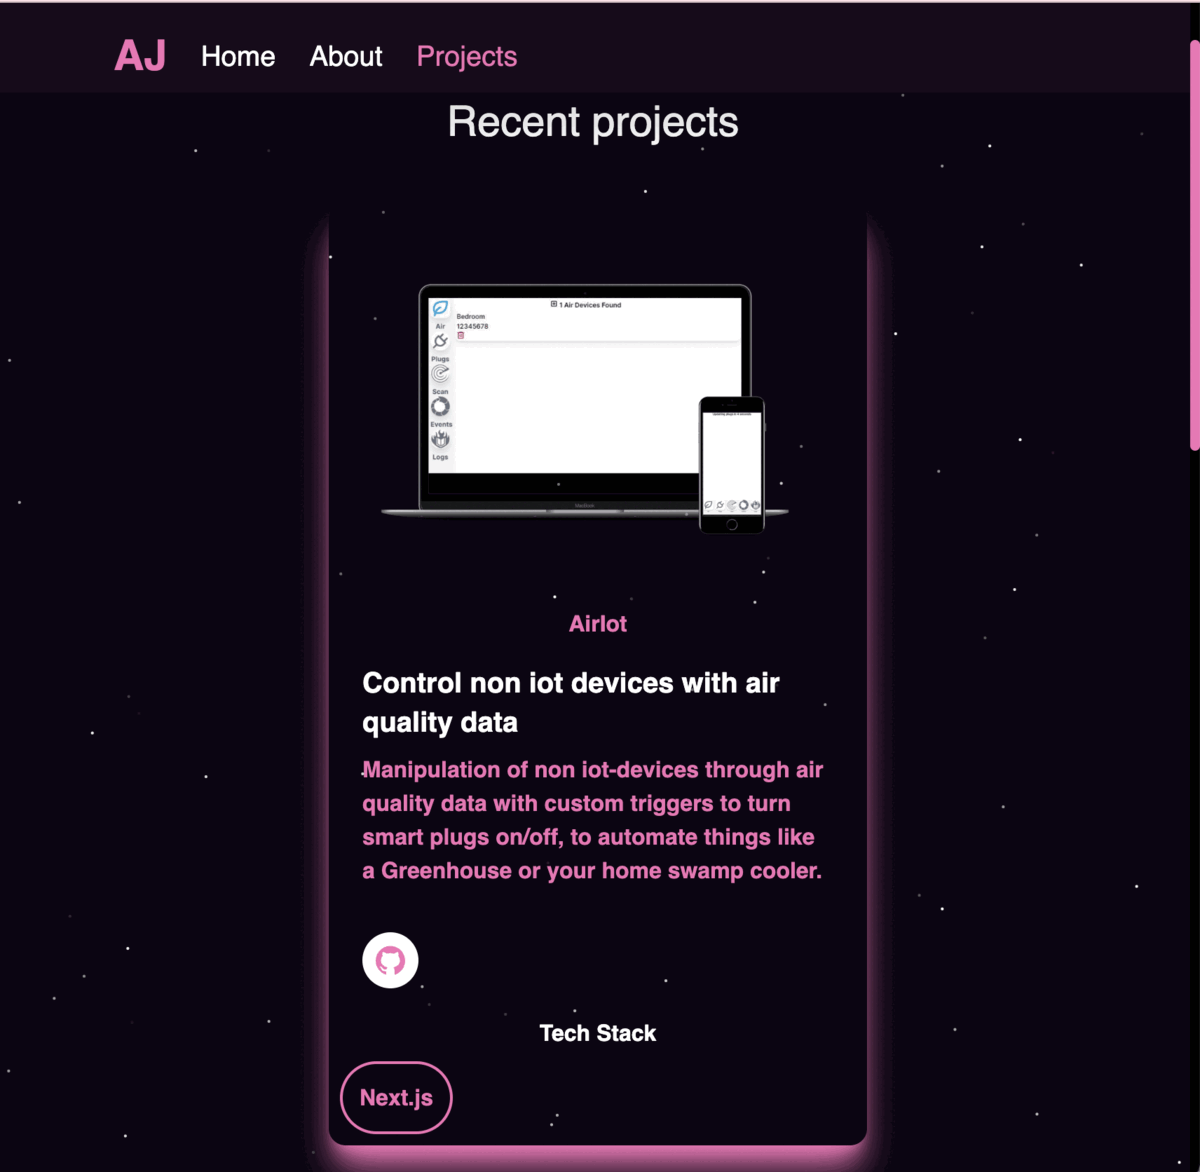 AJ Home About Projects
Recent projects
1 Air Devices Found
Bedroom
12345678
Air
Plugs
Scan
Events
Logs
MacBook
Airlot
Control non iot devices with air
quality data
Manipulation of non iot-devices through air
quality data with custom triggers to turn
smart plugs on/off, to automate things like
a Greenhouse or your home swamp cooler.
Tech Stack
Next.js